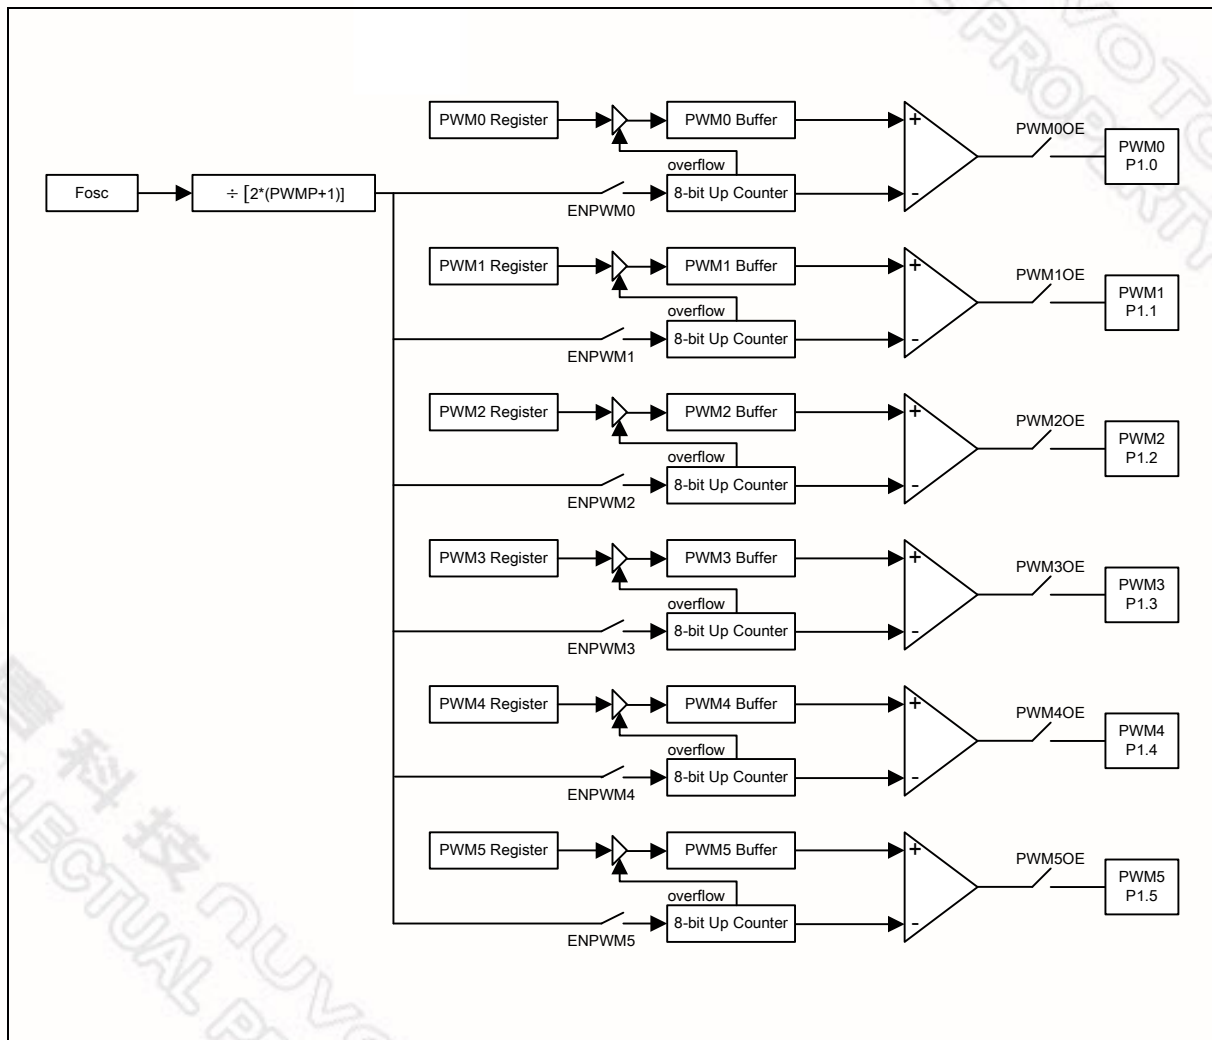 PWM0 Register
PWM0 Buffer
+
PWM0OE
PWM0
P1.0
overflow
Fosc
÷ [2*(PWMP+1)]
8-bit Up Counter
-
ENPWM0
PWM1 Register
PWM1 Buffer
+
PWM1OE
PWM1
P1.1
overflow
8-bit Up Counter
-
ENPWM1
PWM2 Register
PWM2 Buffer
+
PWM2OE
PWM2
P1.2
overflow
8-bit Up Counter
-
ENPWM2
PWM3 Register
PWM3 Buffer
+
PWM3OE
PWM3
P1.3
overflow
8-bit Up Counter
-
ENPWM3
PWM4 Register
PWM4 Buffer
+
PWM4OE
PWM4
P1.4
overflow
8-bit Up Counter
-
ENPWM4
PWM5 Register
PWM5 Buffer
+
PWM5OE
PWM5
P1.5
overflow
8-bit Up Counter
-
ENPWM5
PROPERTY
科技